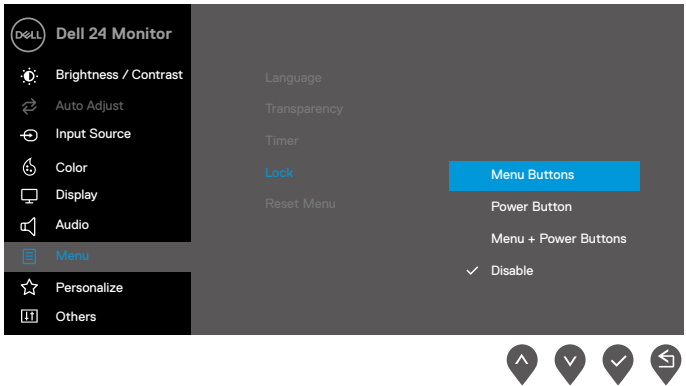 DELL
Dell 24 Monitor
Brightness / Contrast
Auto Adjust
Input Source
Color
Display
Audio
Menu
Personalize
Others
Language
Transparency
Timer
Lock
Reset Menu
Menu Buttons
Power Button
Menu + Power Buttons
Disable